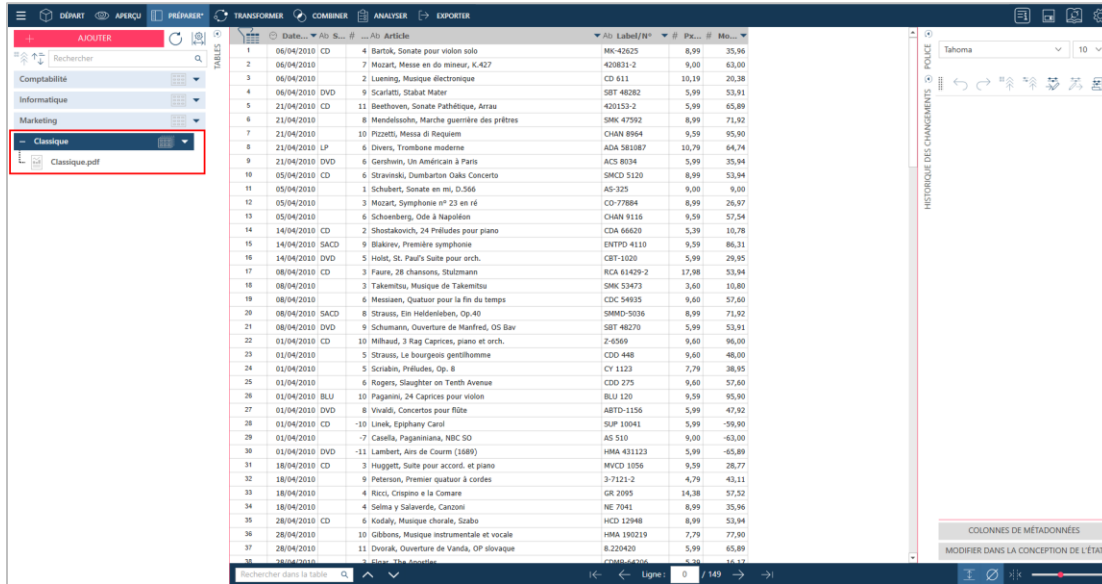 DÉPART APERÇU PRÉPARER* TRANSFORMER COMBINER ANALYSER EXPORTER
AJOUTER
Rechercher
Comptabilité
Informatique
Marketing
Classique
Classique.pdf
TABLES
Date... Ab S... # ... Ab Article Ab Label/N° # Px... # Mo...
1 06/04/2010 CD 4 Bartok, Sonate pour violon solo MK-42625 8,99 35,96
2 06/04/2010 7 Mozart, Messe en do mineur, K.427 420831-2 9,00 63,00
3 06/04/2010 2 Luening, Musique électronique CD 611 10,19 20,38
4 06/04/2010 DVD 9 Scarlatti, Stabat Mater SBT 48282 5,99 53,91
5 21/04/2010 CD 11 Beethoven, Sonate Pathétique, Arrau 420153-2 5,99 65,89
6 21/04/2010 8 Mendelssohn, Marche guerrière des prêtres SMK 47592 8,99 71,92
7 21/04/2010 10 Pizzetti, Messa di Requiem CHAN 8964 9,59 95,90
8 21/04/2010 LP 6 Divers, Trombone moderne ADA 581087 10,79 64,74
9 21/04/2010 DVD 6 Gershwin, Un Américain à Paris ACS 8034 5,99 35,94
10 05/04/2010 CD 6 Stravinski, Dumbarton Oaks Concerto SMCD 5120 8,99 53,94
11 05/04/2010 1 Schubert, Sonate en mi, D.566 AS-325 9,00 9,00
12 05/04/2010 3 Mozart, Symphonie nº 23 en ré CO-77884 8,99 26,97
13 05/04/2010 6 Schoenberg, Ode à Napoléon CHAN 9116 9,59 57,54
14 14/04/2010 CD 2 Shostakovich, 24 Préludes pour piano CDA 66620 5,39 10,78
15 14/04/2010 SACD 9 Blakirev, Première symphonie ENTPD 4110 9,59 86,31
16 14/04/2010 DVD 5 Holst, St. Paul's Suite pour orch. CBT-1020 5,99 29,95
17 08/04/2010 CD 3 Faure, 28 chansons, Stulzmann RCA 61429-2 17,98 53,94
18 08/04/2010 3 Takemitsu, Musique de Takemitsu SMK 53473 3,60 10,80
19 08/04/2010 6 Messiaen, Quatuor pour la fin du temps CDC 54935 9,60 57,60
20 08/04/2010 SACD 8 Strauss, Ein Heldenleben, Op.40 SMMD-5036 8,99 71,92
21 08/04/2010 DVD 9 Schumann, Ouverture de Manfred, OS Bav SBT 48270 5,99 53,91
22 01/04/2010 CD 10 Milhaud, 3 Rag Caprices, piano et orch. Z-6569 9,60 96,00
23 01/04/2010 5 Strauss, Le bourgeois gentilhomme CDD 448 9,60 48,00
24 01/04/2010 5 Scriabin, Préludes, Op. 8 CY 1123 7,79 38,95
25 01/04/2010 6 Rogers, Slaughter on Tenth Avenue CDD 275 9,60 57,60
26 01/04/2010 BLU 10 Paganini, 24 Caprices pour violon BLU 120 9,59 95,90
27 01/04/2010 DVD 8 Vivaldi, Concertos pour flûte ABTD-1156 5,99 47,92
28 01/04/2010 CD -10 Linek, Epiphany Carol SUP 10041 5,99 -59,90
29 01/04/2010 -7 Casella, Paganiniana, NBC SO AS 510 9,00 -63,00
30 01/04/2010 DVD -11 Lambert, Airs de Courm (1689) HMA 431123 5,99 -65,89
31 18/04/2010 CD 3 Huggett, Suite pour accord. et piano MVCD 1056 9,59 28,77
32 18/04/2010 9 Peterson, Premier quatuor à cordes 3-7121-2 4,79 43,11
33 18/04/2010 4 Ricci, Crispino e la Comare GR 2095 14,38 57,52
34 18/04/2010 4 Selma y Salaverde, Canzoni NE 7041 8,99 35,96
35 28/04/2010 CD 6 Kodaly, Musique chorale, Szabo HCD 12948 8,99 53,94
36 28/04/2010 10 Gibbons, Musique instrumentale et vocale HMA 190219 7,79 77,90
37 28/04/2010 11 Dvorak, Ouverture de Vanda, OP slovaque 8.220420 5,99 65,89
38 28/04/2010 3 Elgar, The Apostles CDMB-64206 5,39 16,17
Rechercher dans la table Ligne : 0 / 149
POLICE
Tahoma 10
HISTORIQUE DES CHANGEMENTS
COLONNES DE MÉTADONNÉES
MODIFIER DANS LA CONCEPTION DE L'ÉTAT